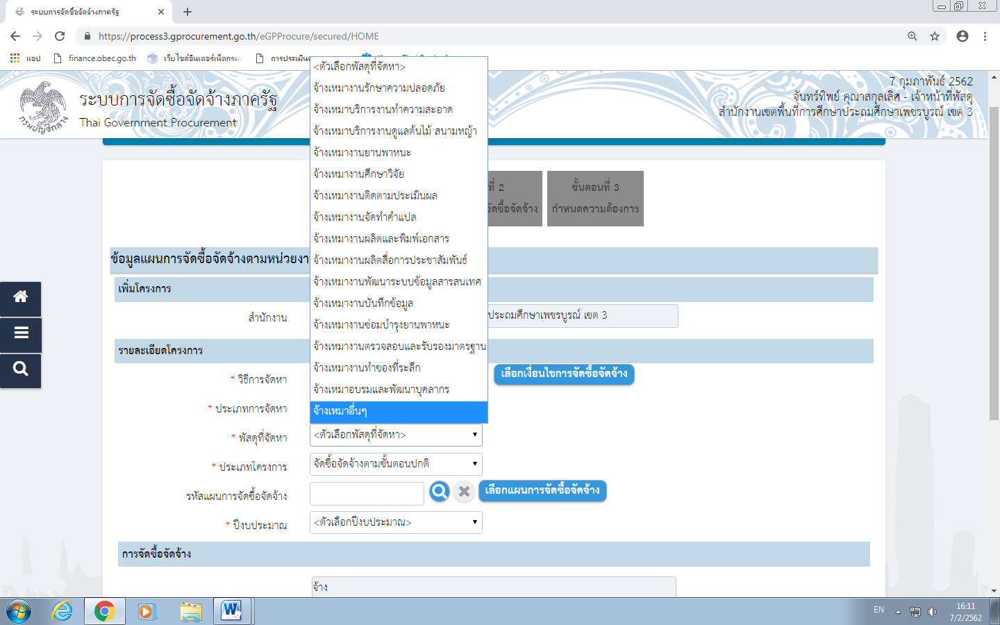 ระบบการจัดซื้อจัดจ้างภาครัฐ
https://process3.gprocurement.go.th/eGPProcure/secured/HOME
แอป
finance.obec.go.th
เว็บไซต์อินเตอร์เน็ตกรม
การประเมิน
ระบบการจัดซื้อจัดจ้างภาครัฐ
Thai Government Procurement
กรมบัญชีกลาง
7 กุมภาพันธ์ 2562
จันทร์ทิพย์ คุณาสกุลเลิศ - เจ้าหน้าที่พัสดุ
สำนักงานเขตพื้นที่การศึกษาประถมศึกษาเพชรบูรณ์ เขต 3
<ตัวเลือกพัสดุที่จัดหา>
จ้างเหมางานรักษาความปลอดภัย
จ้างเหมาบริการงานทำความสะอาด
จ้างเหมาบริการงานดูแลต้นไม้ สนามหญ้า
จ้างเหมางานยานพาหนะ
จ้างเหมางานศึกษาวิจัย
จ้างเหมางานติดตามประเมินผล
จ้างเหมางานจัดทำคำแปล
จ้างเหมางานผลิตและพิมพ์เอกสาร
จ้างเหมางานผลิตสื่อการประชาสัมพันธ์
จ้างเหมางานพัฒนาระบบข้อมูลสารสนเทศ
จ้างเหมางานบันทึกข้อมูล
จ้างเหมางานซ่อมบำรุงยานพาหนะ
จ้างเหมางานตรวจสอบและรับรองมาตรฐาน
จ้างเหมางานทำของที่ระลึก
จ้างเหมาอบรมและพัฒนาบุคลากร
จ้างเหมาอื่นๆ
ที่ 2
จัดซื้อจัดจ้าง
ขั้นตอนที่ 3
กำหนดความต้องการ
ข้อมูลแผนการจัดซื้อจัดจ้างตามหน่วยงา
เพิ่มโครงการ
สำนักงาน
ประถมศึกษาเพชรบูรณ์ เขต 3
รายละเอียดโครงการ
* วิธีการจัดหา
เลือกเงื่อนไขการจัดซื้อจัดจ้าง
* ประเภทการจัดหา
* พัสดุที่จัดหา <ตัวเลือกพัสดุที่จัดหา>
* ประเภทโครงการ จัดซื้อจัดจ้างตามขั้นตอนปกติ
รหัสแผนการจัดซื้อจัดจ้าง เลือกแผนการจัดซื้อจัดจ้าง
* ปีงบประมาณ <ตัวเลือกปีงบประมาณ>
การจัดซื้อจัดจ้าง
จ้าง
EN
16:11
7/2/2562